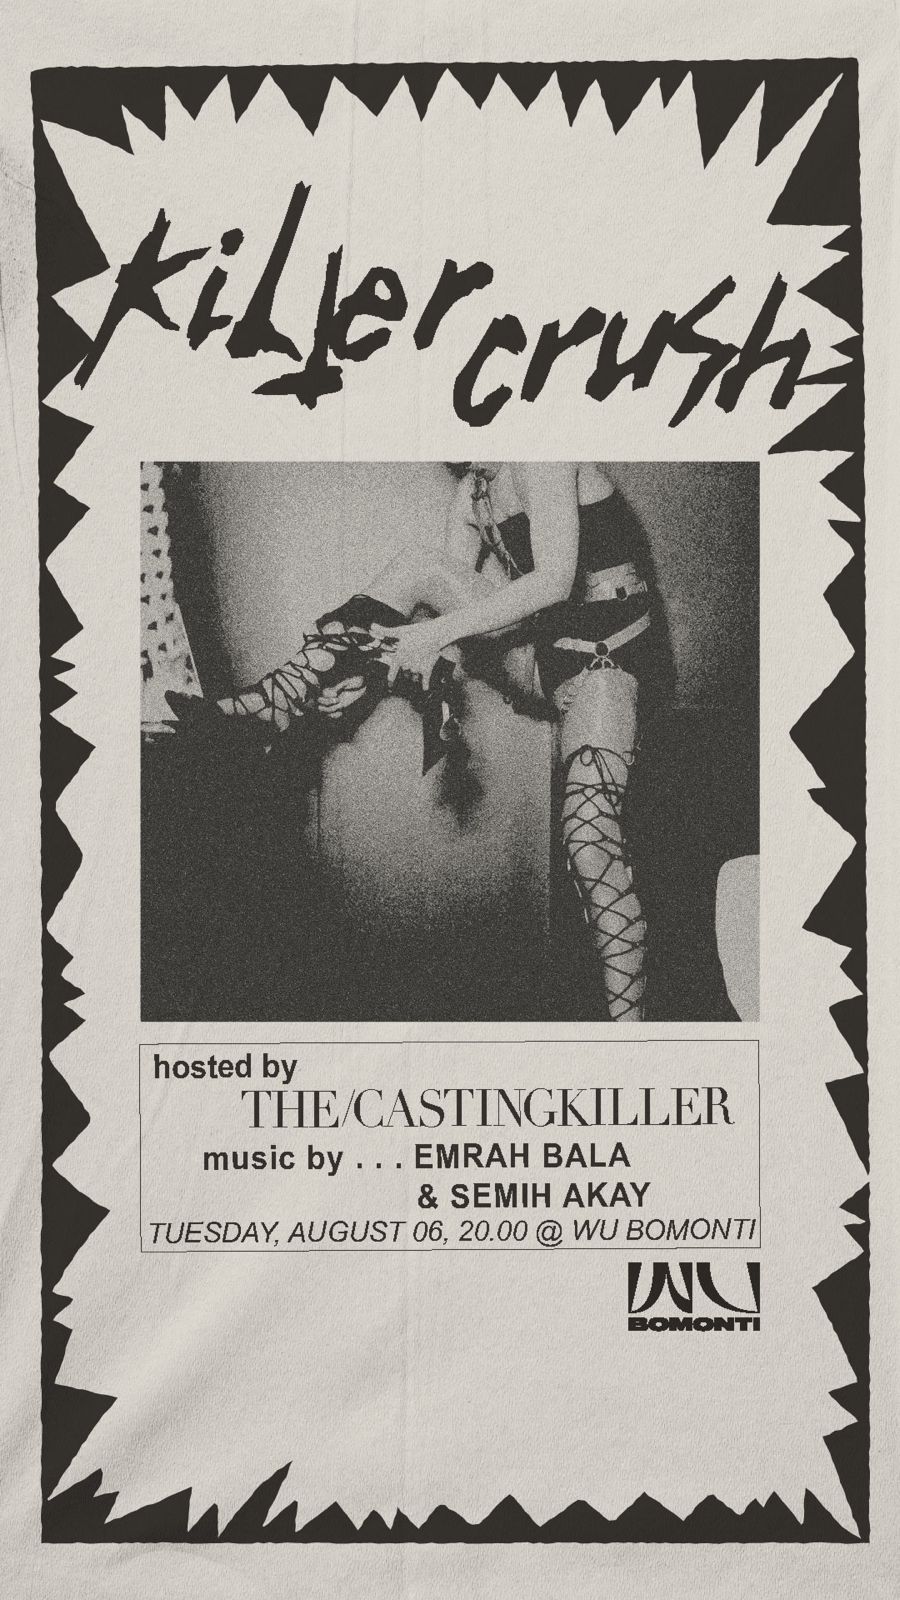 killer crush
hosted by
THE/CASTINGKILLER
music by . . . EMRAH BALA
& SEMIH AKAY
TUESDAY, AUGUST 06, 20.00 @ WU BOMONTI
WU
BOMONTI